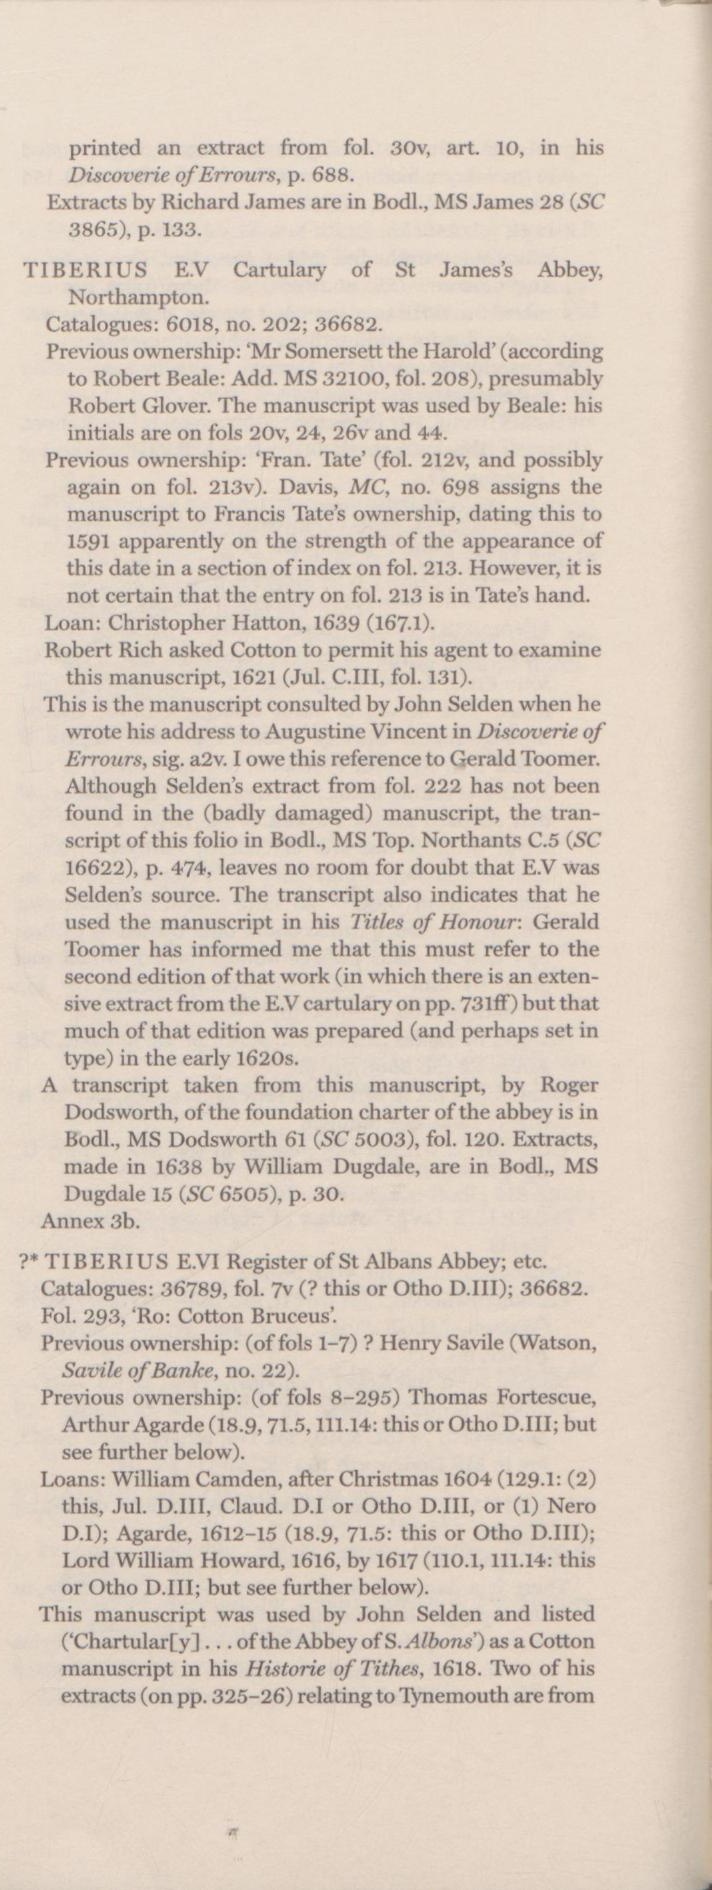 printed an extract from fol. 30v, art. 10, in his
Discoverie of Errours, p. 688.
Extracts by Richard James are in Bodl., MS James 28 (SC
3865), p. 133.
TIBERIUS E.V Cartulary of St James's Abbey,
Northampton.
Catalogues: 6018, no. 202; 36682.
Previous ownership: ‘Mr Somersett the Harold’ (according
to Robert Beale: Add. MS 32100, fol. 208), presumably
Robert Glover. The manuscript was used by Beale: his
initials are on fols 20v, 24, 26v and 44.
Previous ownership: ‘Fran. Tate’ (fol. 212v, and possibly
again on fol. 213v). Davis, MC, no. 698 assigns the
manuscript to Francis Tate's ownership, dating this to
1591 apparently on the strength of the appearance of
this date in a section of index on fol. 213. However, it is
not certain that the entry on fol. 213 is in Tate's hand.
Loan: Christopher Hatton, 1639 (167.1).
Robert Rich asked Cotton to permit his agent to examine
this manuscript, 1621 (Jul. C.III, fol. 131).
This is the manuscript consulted by John Selden when he
wrote his address to Augustine Vincent in Discoverie of
Errours, sig. a2v. I owe this reference to Gerald Toomer.
Although Selden's extract from fol. 222 has not been
found in the (badly damaged) manuscript, the tran-
script of this folio in Bodl., MS Top. Northants C.5 (SC
16622), p. 474, leaves no room for doubt that E.V was
Selden's source. The transcript also indicates that he
used the manuscript in his Titles of Honour: Gerald
Toomer has informed me that this must refer to the
second edition of that work (in which there is an exten-
sive extract from the E.V cartulary on pp. 731ff) but that
much of that edition was prepared (and perhaps set in
type) in the early 1620s.
A transcript taken from this manuscript, by Roger
Dodsworth, of the foundation charter of the abbey is in
Bodl., MS Dodsworth 61 (SC 5003), fol. 120. Extracts,
made in 1638 by William Dugdale, are in Bodl., MS
Dugdale 15 (SC 6505), p. 30.
Annex 3b.
?* TIBERIUS E.VI Register of St Albans Abbey; etc.
Catalogues: 36789, fol. 7v (? this or Otho D.III); 36682.
Fol. 293, ‘Ro: Cotton Bruceus’.
Previous ownership: (of fols 1–7) ? Henry Savile (Watson,
Savile of Banke, no. 22).
Previous ownership: (of fols 8–295) Thomas Fortescue,
Arthur Agarde (18.9, 71.5, 111.14: this or Otho D.III; but
see further below).
Loans: William Camden, after Christmas 1604 (129.1: (2)
this, Jul. D.III, Claud. D.I or Otho D.III, or (1) Nero
D.I); Agarde, 1612–15 (18.9, 71.5: this or Otho D.III);
Lord William Howard, 1616, by 1617 (110.1, 111.14: this
or Otho D.III; but see further below).
This manuscript was used by John Selden and listed
(‘Chartular[y] . . . of the Abbey of S. Albons’) as a Cotton
manuscript in his Historie of Tithes, 1618. Two of his
extracts (on pp. 325–26) relating to Tynemouth are from